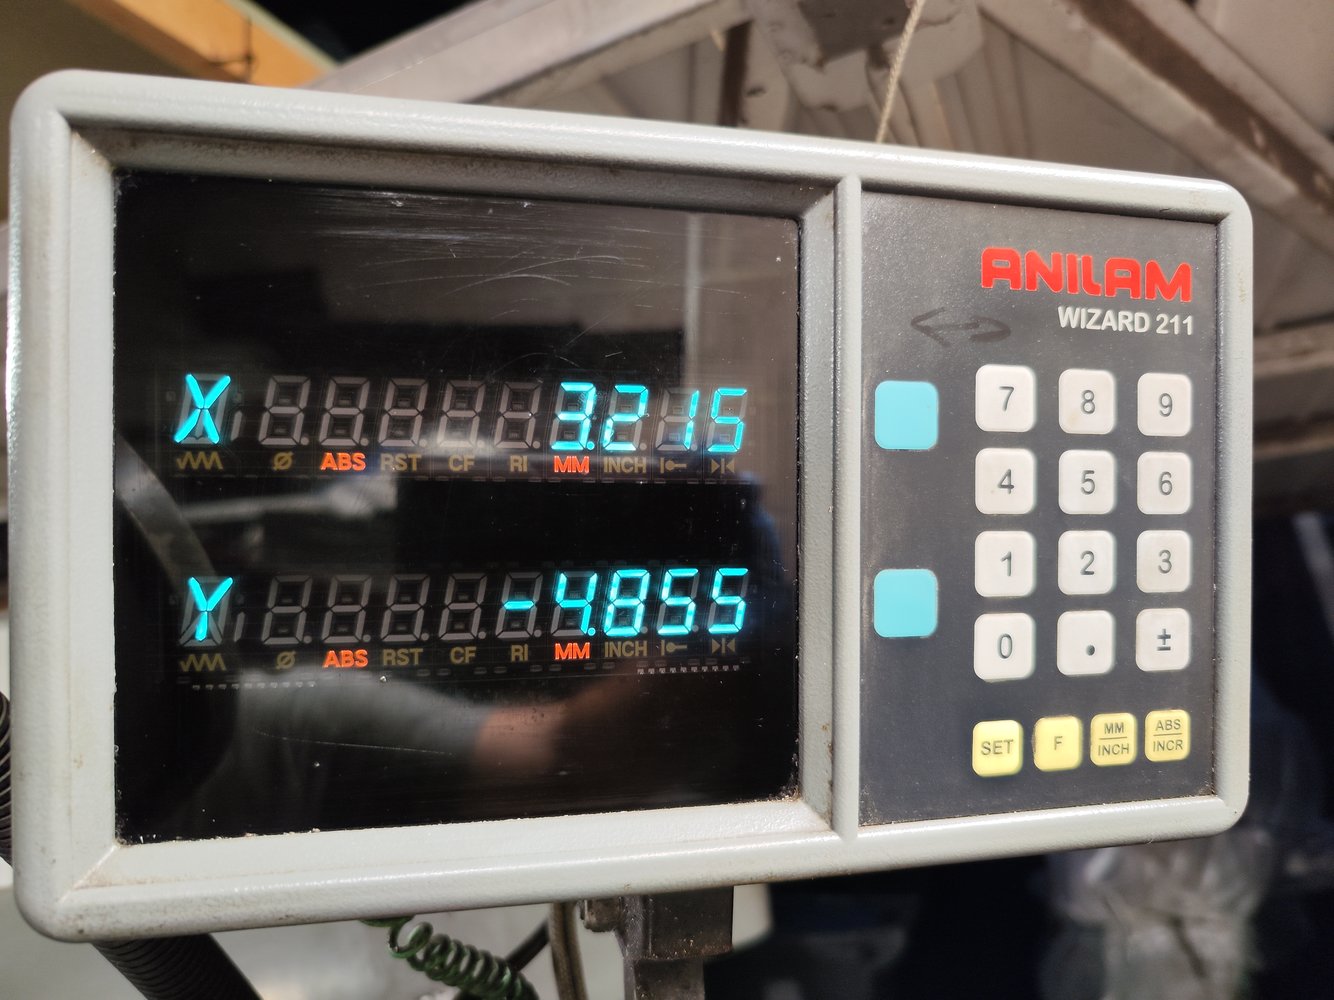 ANILAM
WIZARD 211
X 3.215
ABS RST CF RI MM INCH
Y -4.855
ABS RST CF RI MM INCH
7 8 9
4 5 6
1 2 3
0 . ±
SET F MM INCH ABS INCR